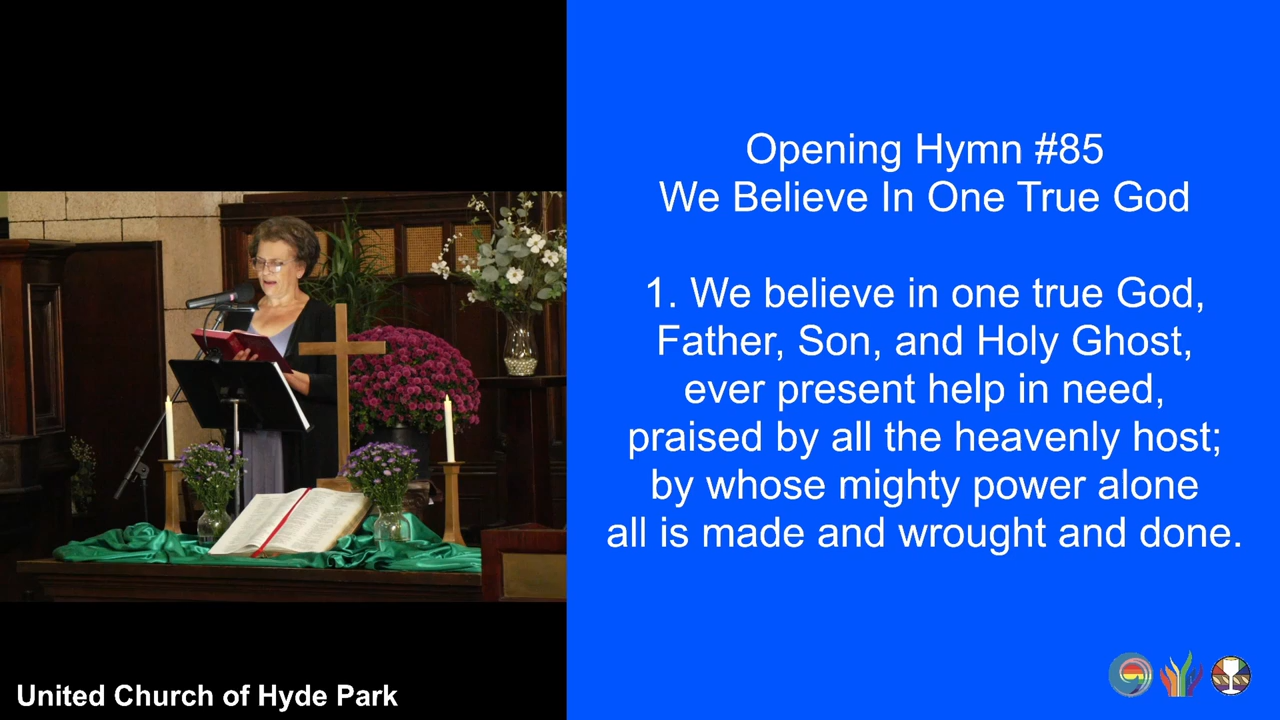 Opening Hymn #85
We Believe In One True God
1. We believe in one true God,
Father, Son, and Holy Ghost,
ever present help in need,
praised by all the heavenly host;
by whose mighty power alone
all is made and wrought and done.
United Church of Hyde Park